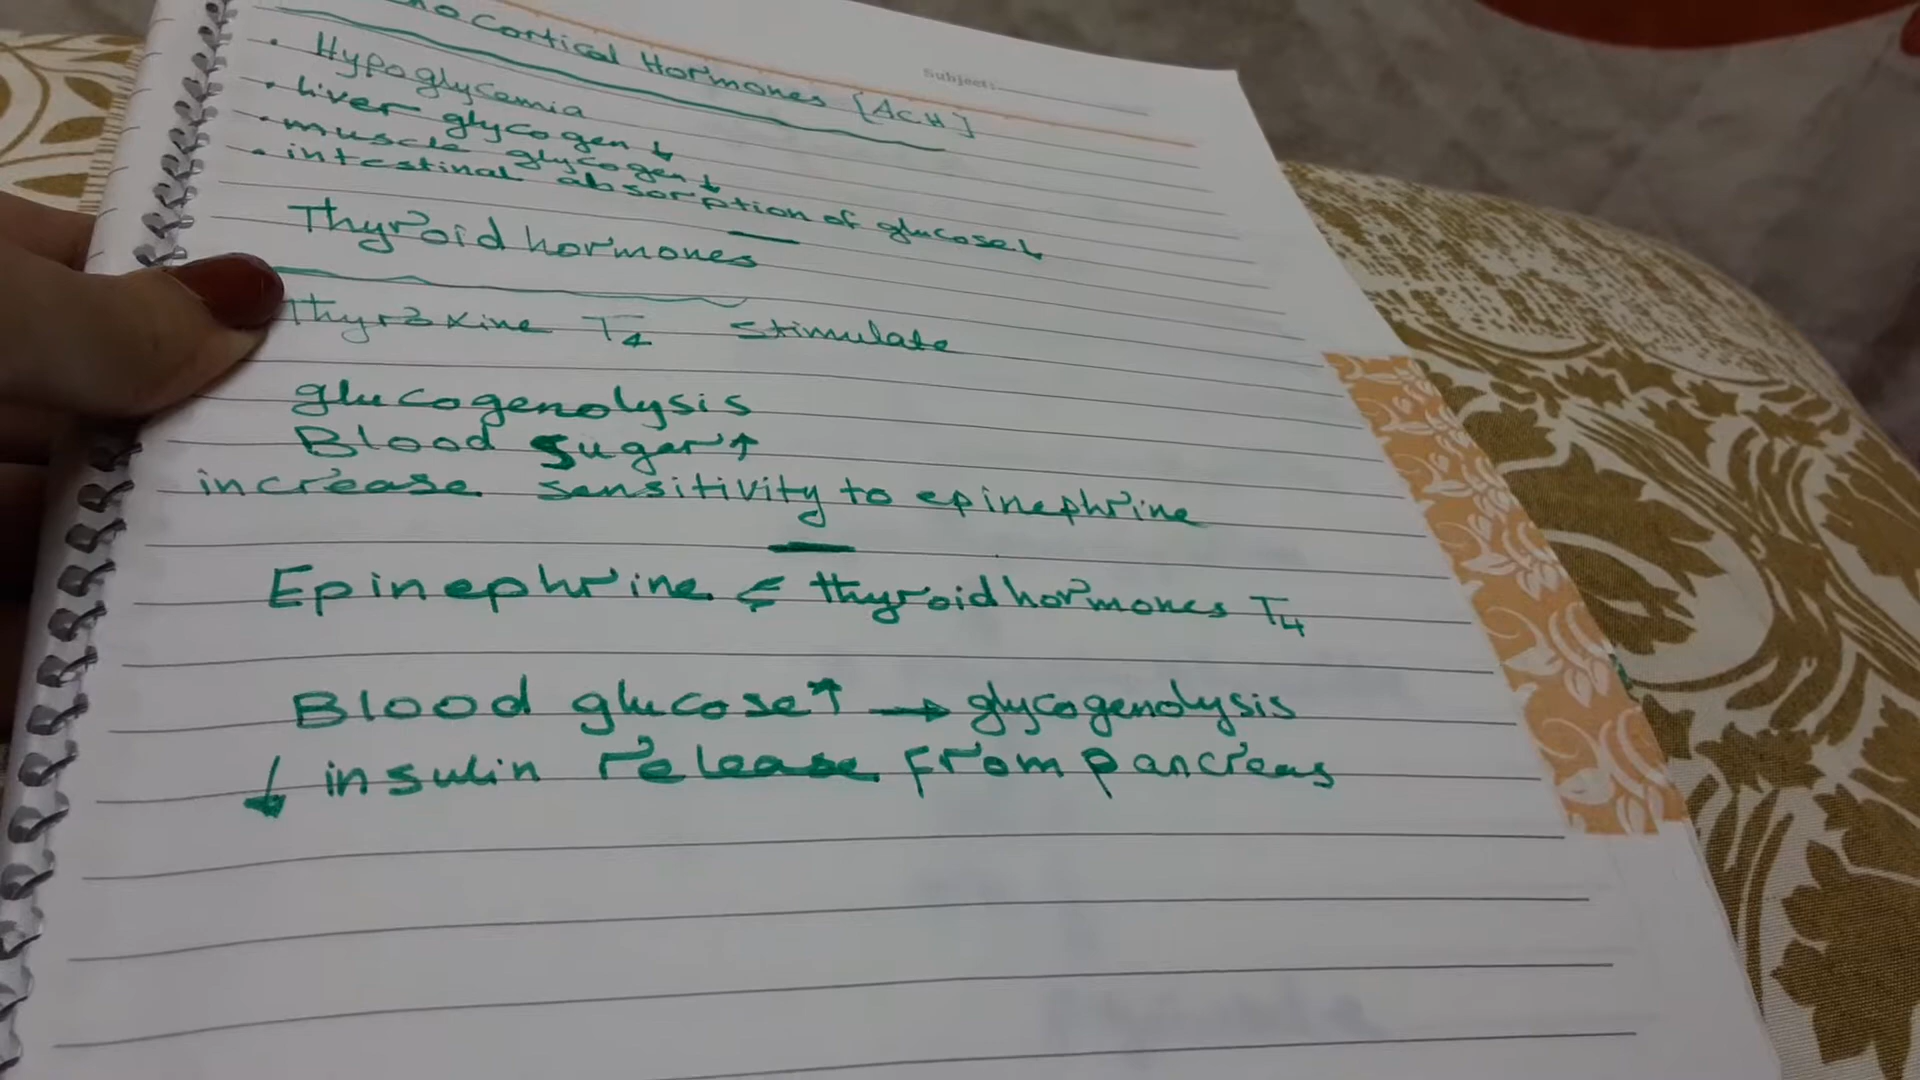 Cortical Hormones [ACH]
Subject:
• Hypoglycemia
• Liver glycogen ↓
• muscle glycogen ↓
• intestinal absorption of glucose ↓
Thyroid hormones
Thyroxine T4 stimulate
glucogenolysis
Blood sugar ↑
increase sensitivity to epinephrine
Epinephrine ⋜ thyroid hormones T4
Blood glucose ↑ → glycogenolysis
↓ insulin release from pancreas